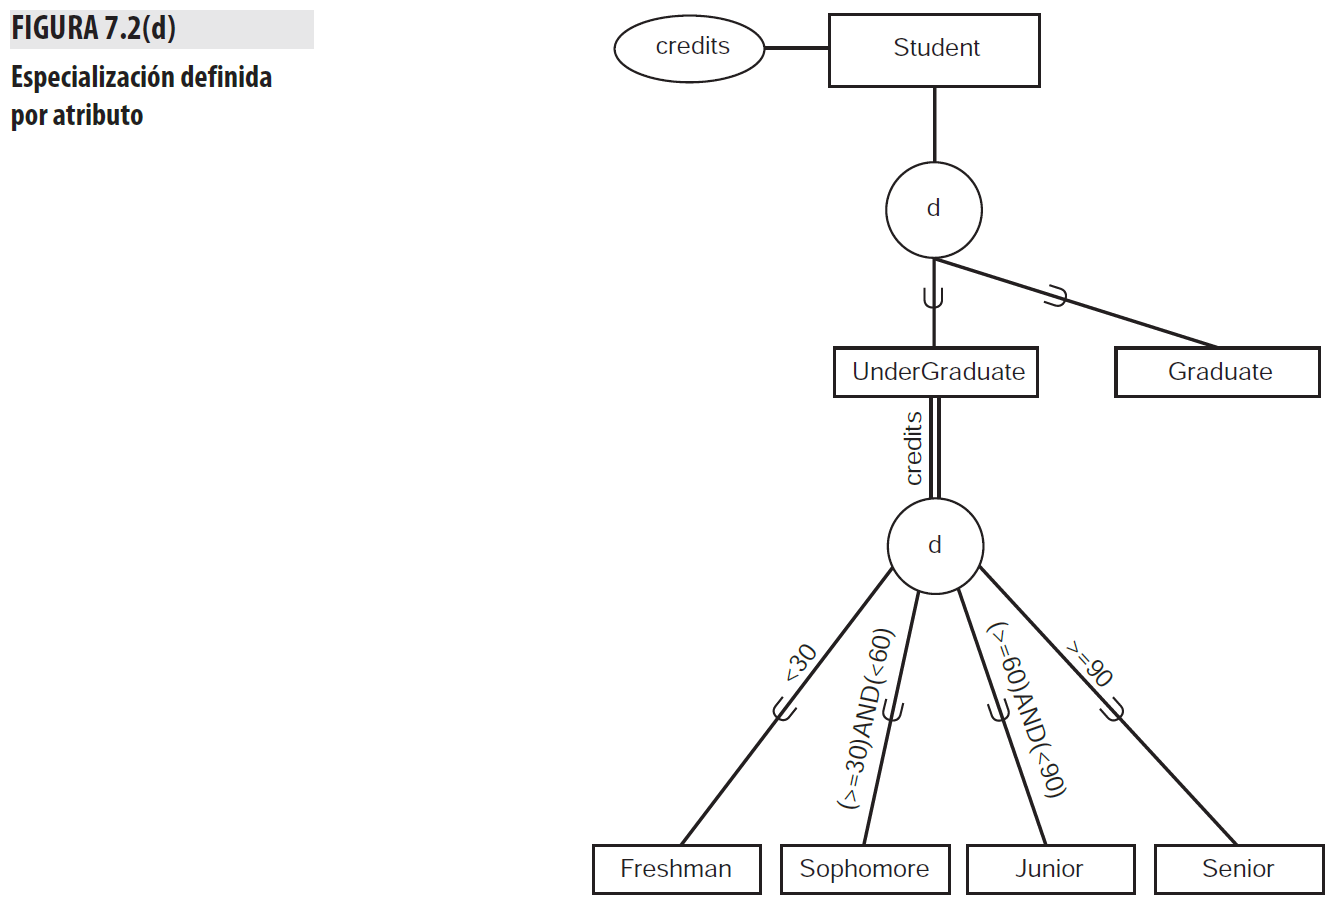 FIGURA 7.2(d)
Especialización definida
por atributo
credits
Student
d
UnderGraduate
Graduate
credits
d
<30
(>=30)AND(<60)
(>=60)AND(<90)
>=90
Freshman
Sophomore
Junior
Senior